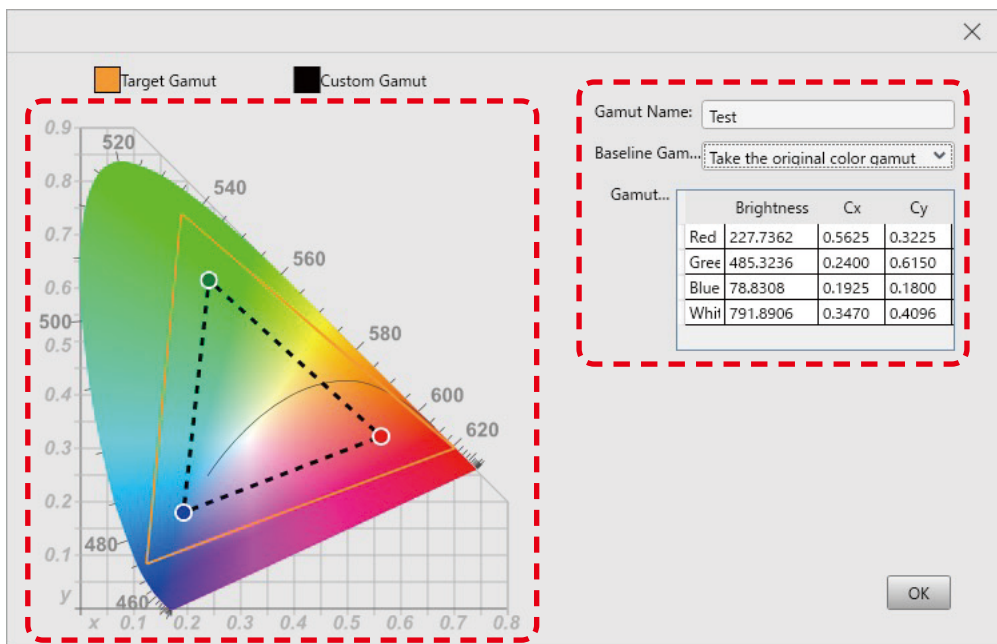 Target Gamut Custom Gamut
Gamut Name: Test
Baseline Gam... Take the original color gamut
Gamut...
Brightness Cx Cy
Red 227.7362 0.5625 0.3225
Gree 485.3236 0.2400 0.6150
Blue 78.8308 0.1925 0.1800
Whit 791.8906 0.3470 0.4096
0.9
520
0.8
540
0.7
560
0.6
500
580
0.5
0.4
600
620
0.3
0.2
480
0.1
460
y
x 0.1 0.2 0.3 0.4 0.5 0.6 0.7 0.8
OK